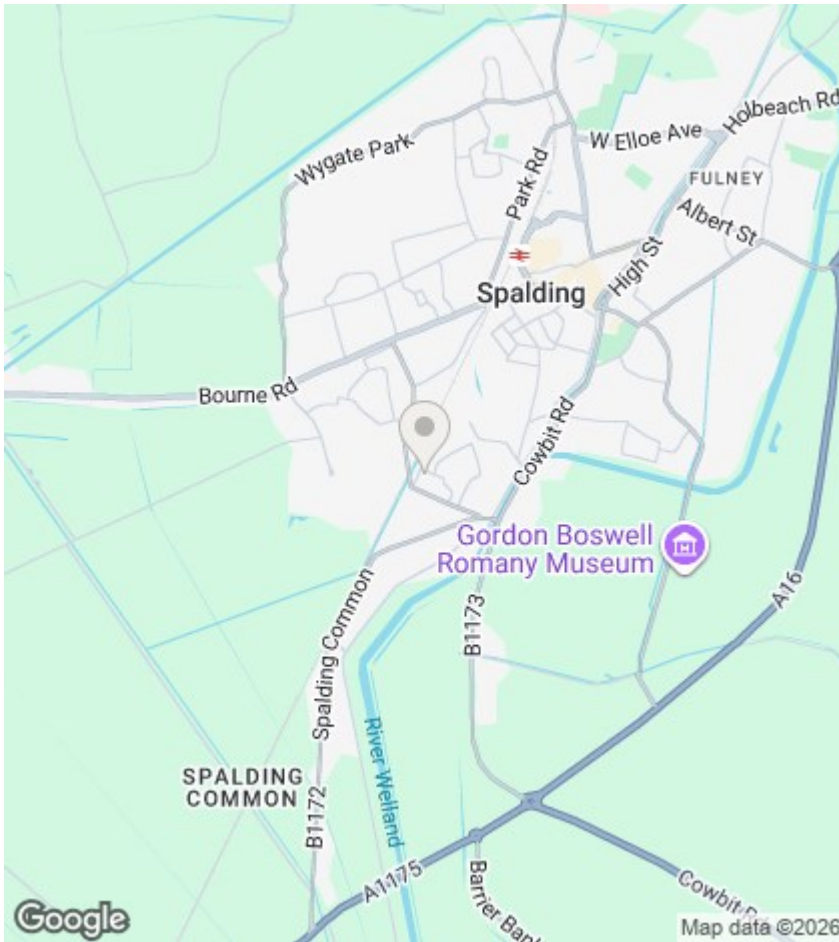 Holbeach Rd
W Elloe Ave
Wygate Park
Park Rd
FULNEY
Albert St
High St
Spalding
Bourne Rd
Cowbit Rd
Gordon Boswell
Romany Museum
A16
B1173
Spalding Common
River Welland
SPALDING
COMMON
B1172
A1175
Barrier Bank
Cowbit Rd
Google
Map data ©2026